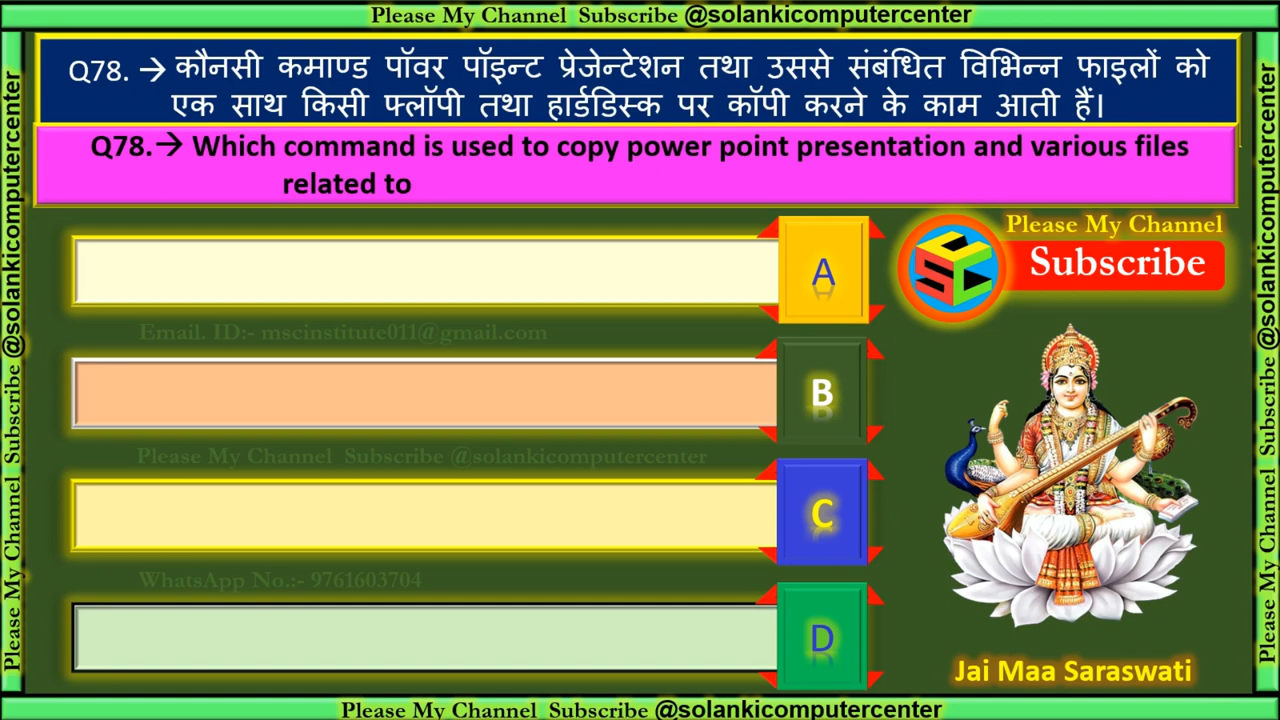 Please My Channel Subscribe @solankicomputercenter
Q78. → कौनसी कमाण्ड पॉवर पॉइन्ट प्रेजेन्टेशन तथा उससे संबंधित विभिन्न फाइलों को
एक साथ किसी फ्लॉपी तथा हार्डडिस्क पर कॉपी करने के काम आती हैं।
Q78.→ Which command is used to copy power point presentation and various files
related to
A
Please My Channel
Subscribe
SC
Email. ID:- mscinstitute011@gmail.com
B
Please My Channel Subscribe @solankicomputercenter
C
WhatsApp No.:- 9761603704
D
Jai Maa Saraswati
Please My Channel Subscribe @solankicomputercenter
Please My Channel Subscribe @solankicomputercenter
Please My Channel Subscribe @solankicomputercenter